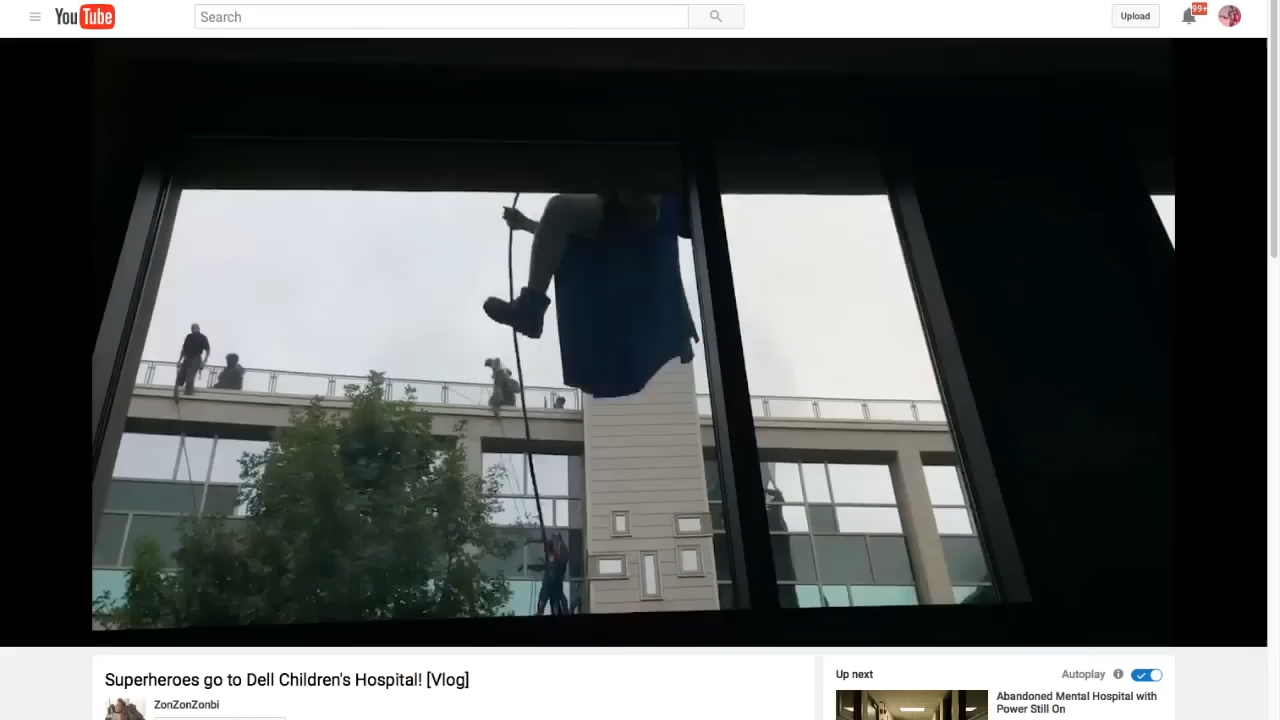 YouTube
Search
Upload
99+
Superheroes go to Dell Children's Hospital! [Vlog]
ZonZonZonbi
Up next
Autoplay
Abandoned Mental Hospital with
Power Still On